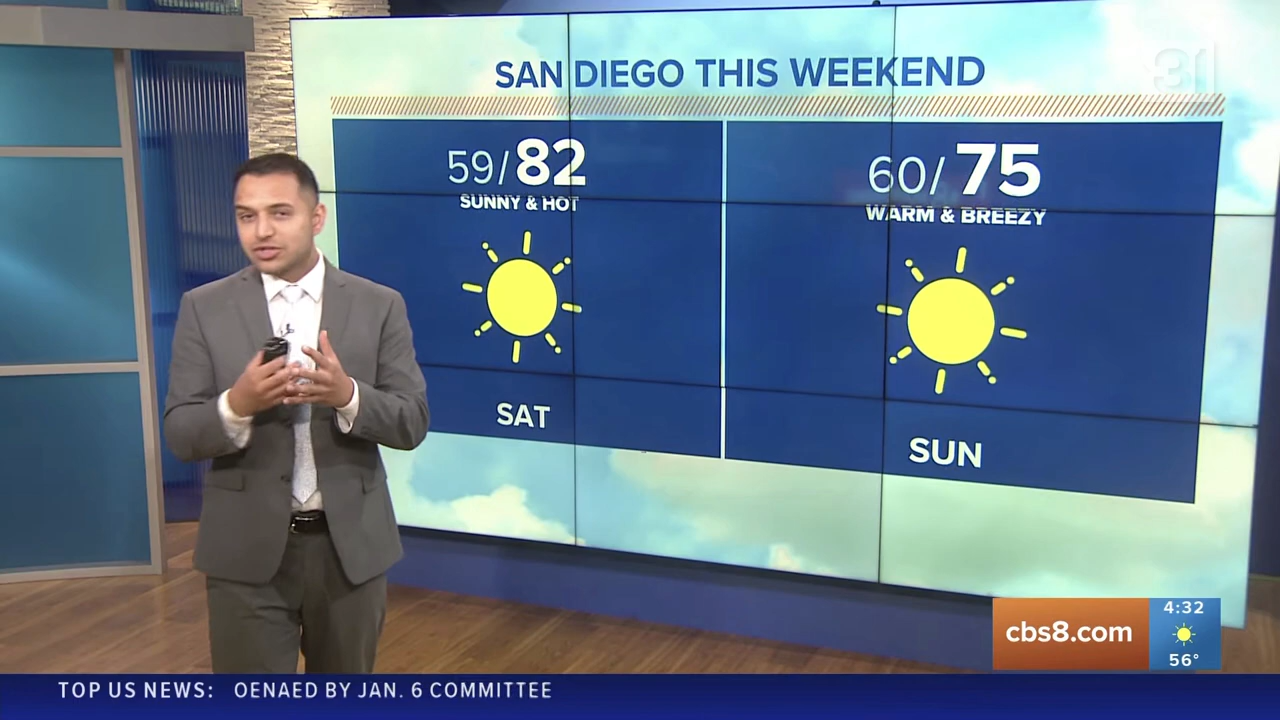 31
SAN DIEGO THIS WEEKEND
59/82
SUNNY & HOT
SAT
60/75
WARM & BREEZY
SUN
cbs8.com
4:32
56°
TOP US NEWS: OENAED BY JAN. 6 COMMITTEE